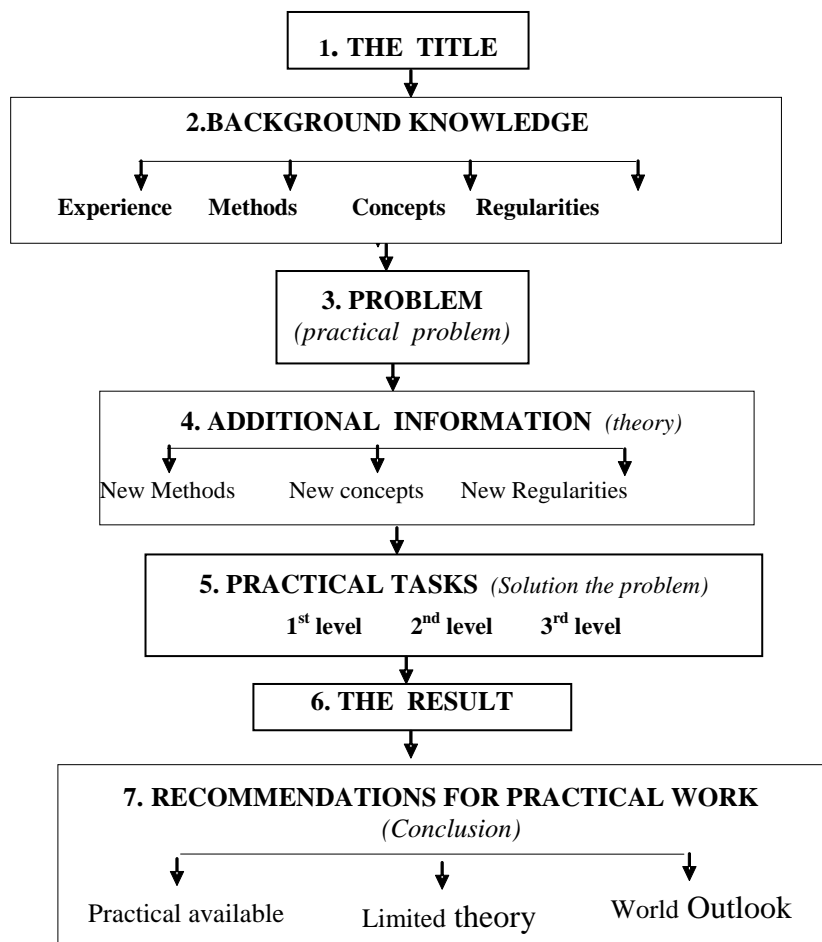 1. THE TITLE
2.BACKGROUND KNOWLEDGE
Experience Methods Concepts Regularities
3. PROBLEM
(practical problem)
4. ADDITIONAL INFORMATION (theory)
New Methods New concepts New Regularities
5. PRACTICAL TASKS (Solution the problem)
1st level 2nd level 3rd level
6. THE RESULT
7. RECOMMENDATIONS FOR PRACTICAL WORK
(Conclusion)
Practical available Limited theory World Outlook